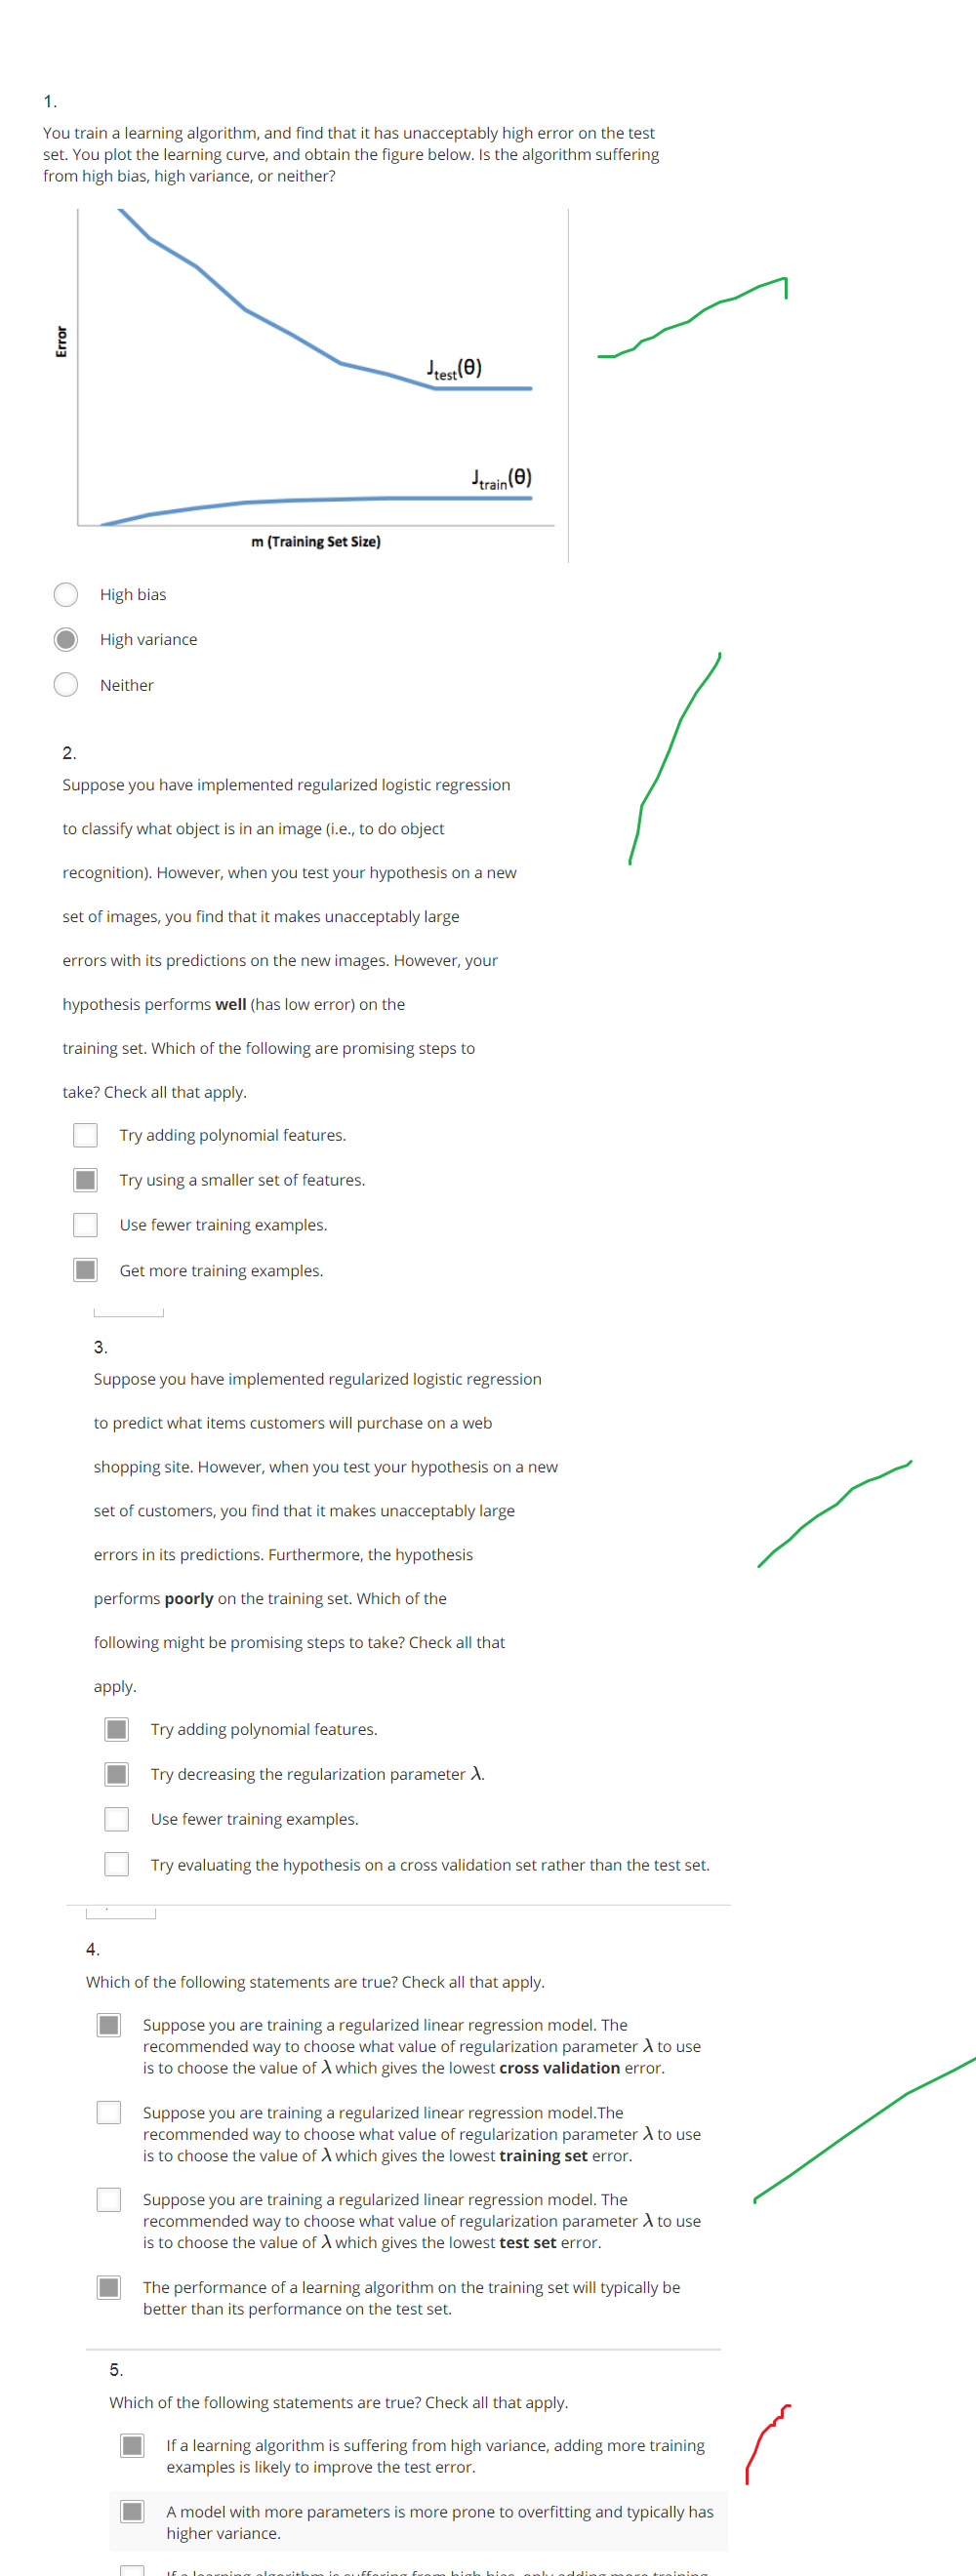 1.
You train a learning algorithm, and find that it has unacceptably high error on the test
set. You plot the learning curve, and obtain the figure below. Is the algorithm suffering
from high bias, high variance, or neither?
Error
Jtest(θ)
Jtrain(θ)
m (Training Set Size)
High bias
High variance
Neither
2.
Suppose you have implemented regularized logistic regression
to classify what object is in an image (i.e., to do object
recognition). However, when you test your hypothesis on a new
set of images, you find that it makes unacceptably large
errors with its predictions on the new images. However, your
hypothesis performs well (has low error) on the
training set. Which of the following are promising steps to
take? Check all that apply.
Try adding polynomial features.
Try using a smaller set of features.
Use fewer training examples.
Get more training examples.
3.
Suppose you have implemented regularized logistic regression
to predict what items customers will purchase on a web
shopping site. However, when you test your hypothesis on a new
set of customers, you find that it makes unacceptably large
errors in its predictions. Furthermore, the hypothesis
performs poorly on the training set. Which of the
following might be promising steps to take? Check all that
apply.
Try adding polynomial features.
Try decreasing the regularization parameter λ.
Use fewer training examples.
Try evaluating the hypothesis on a cross validation set rather than the test set.
4.
Which of the following statements are true? Check all that apply.
Suppose you are training a regularized linear regression model. The
recommended way to choose what value of regularization parameter λ to use
is to choose the value of λ which gives the lowest cross validation error.
Suppose you are training a regularized linear regression model.The
recommended way to choose what value of regularization parameter λ to use
is to choose the value of λ which gives the lowest training set error.
Suppose you are training a regularized linear regression model. The
recommended way to choose what value of regularization parameter λ to use
is to choose the value of λ which gives the lowest test set error.
The performance of a learning algorithm on the training set will typically be
better than its performance on the test set.
5.
Which of the following statements are true? Check all that apply.
If a learning algorithm is suffering from high variance, adding more training
examples is likely to improve the test error.
A model with more parameters is more prone to overfitting and typically has
higher variance.
If a learning algorithm is suffering from high bias, only adding more training